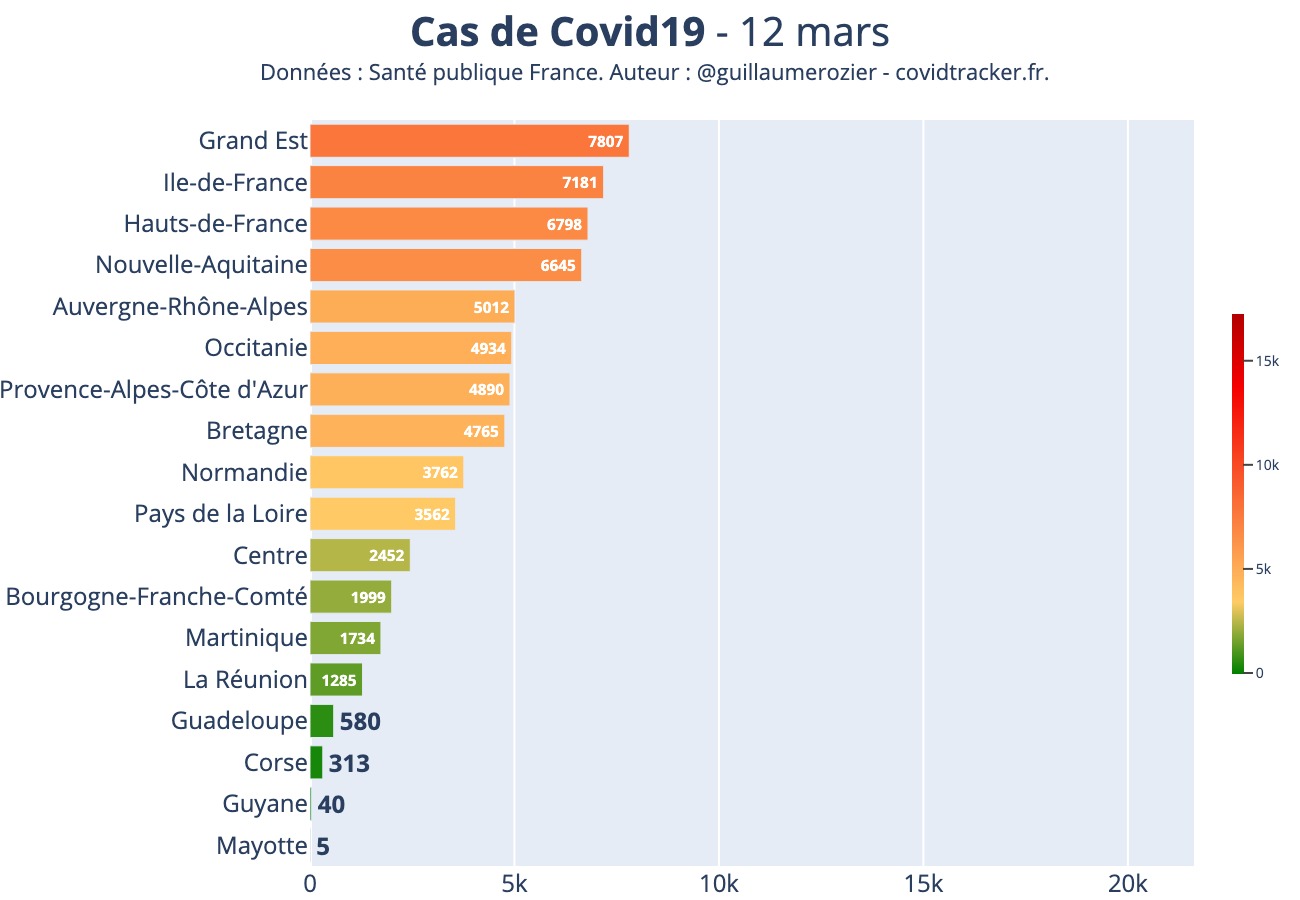 Cas de Covid19 - 12 mars
Données : Santé publique France. Auteur : @guillaumerozier - covidtracker.fr.
Grand Est 7807
Ile-de-France 7181
Hauts-de-France 6798
Nouvelle-Aquitaine 6645
Auvergne-Rhône-Alpes 5012
Occitanie 4934
Provence-Alpes-Côte d'Azur 4890
Bretagne 4765
Normandie 3762
Pays de la Loire 3562
Centre 2452
Bourgogne-Franche-Comté 1999
Martinique 1734
La Réunion 1285
Guadeloupe 580
Corse 313
Guyane 40
Mayotte 5
0 5k 10k 15k 20k
15k
10k
5k
0